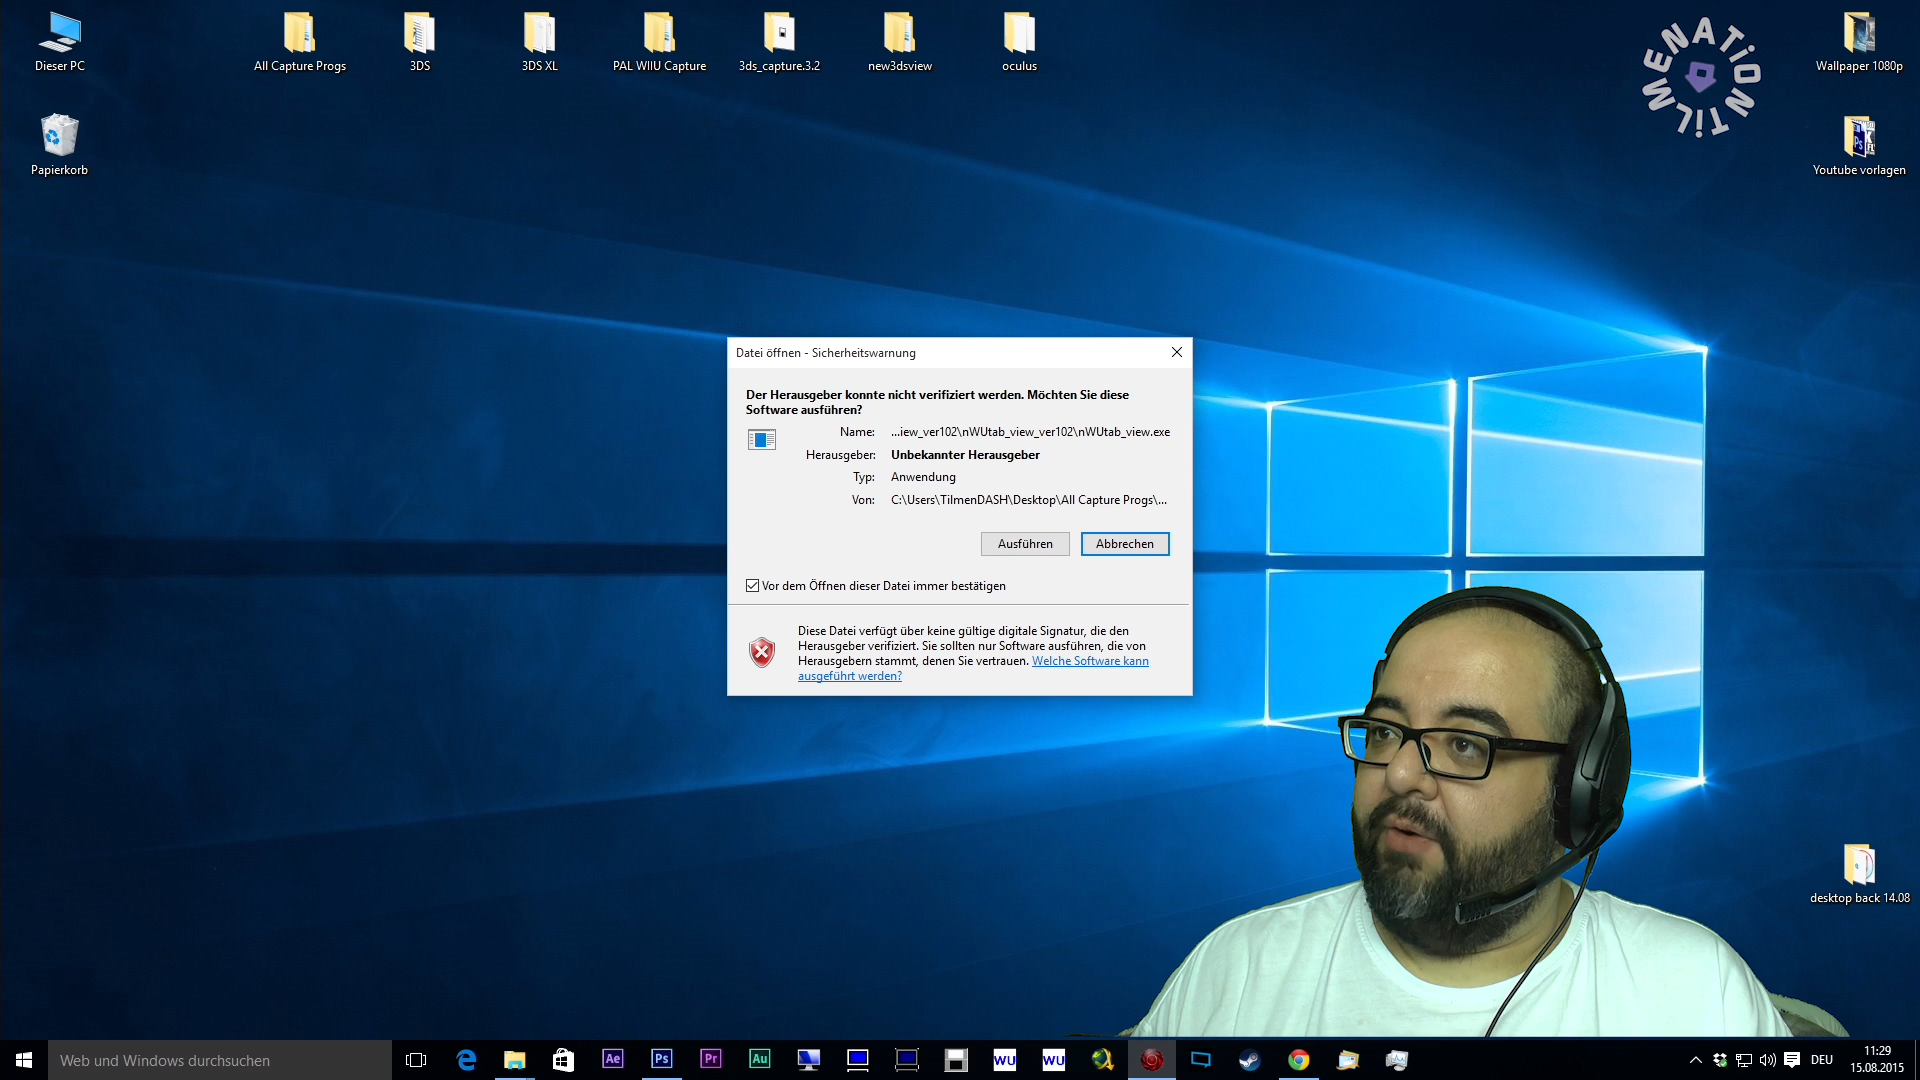 Dieser PC
All Capture Progs
3DS
3DS XL
PAL WIIU Capture
3ds_capture.3.2
new3dsview
oculus
TiLMENATiON
Wallpaper 1080p
Papierkorb
Youtube vorlagen
Datei öffnen - Sicherheitswarnung
Der Herausgeber konnte nicht verifiziert werden. Möchten Sie diese
Software ausführen?
Name: ...iew_ver102\nWUtab_view_ver102\nWUtab_view.exe
Herausgeber: Unbekannter Herausgeber
Typ: Anwendung
Von: C:\Users\TilmenDASH\Desktop\All Capture Progs\...
Ausführen
Abbrechen
Vor dem Öffnen dieser Datei immer bestätigen
Diese Datei verfügt über keine gültige digitale Signatur, die den
Herausgeber verifiziert. Sie sollten nur Software ausführen, die von
Herausgebern stammt, denen Sie vertrauen. Welche Software kann
ausgeführt werden?
desktop back 14.08
Web und Windows durchsuchen
Ae
Ps
Pr
Au
WU
WU
DEU
11:29
15.08.2015